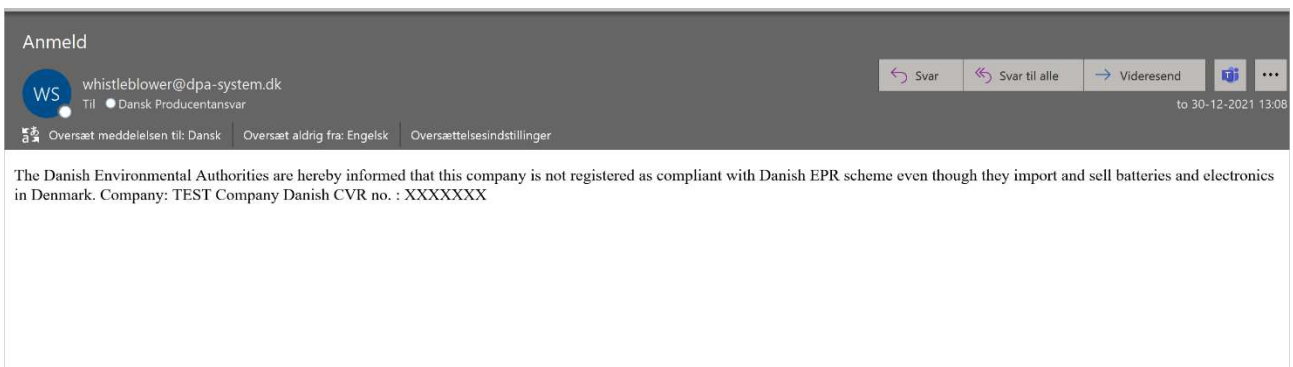 Anmeld
Svar
Svar til alle
Videresend
WS
whistleblower@dpa-system.dk
Til Dansk Producentansvar
to 30-12-2021 13:08
Oversæt meddelelsen til: Dansk
Oversæt aldrig fra: Engelsk
Oversættelsesindstillinger
The Danish Environmental Authorities are hereby informed that this company is not registered as compliant with Danish EPR scheme even though they import and sell batteries and electronics
in Denmark. Company: TEST Company Danish CVR no. : XXXXXXX